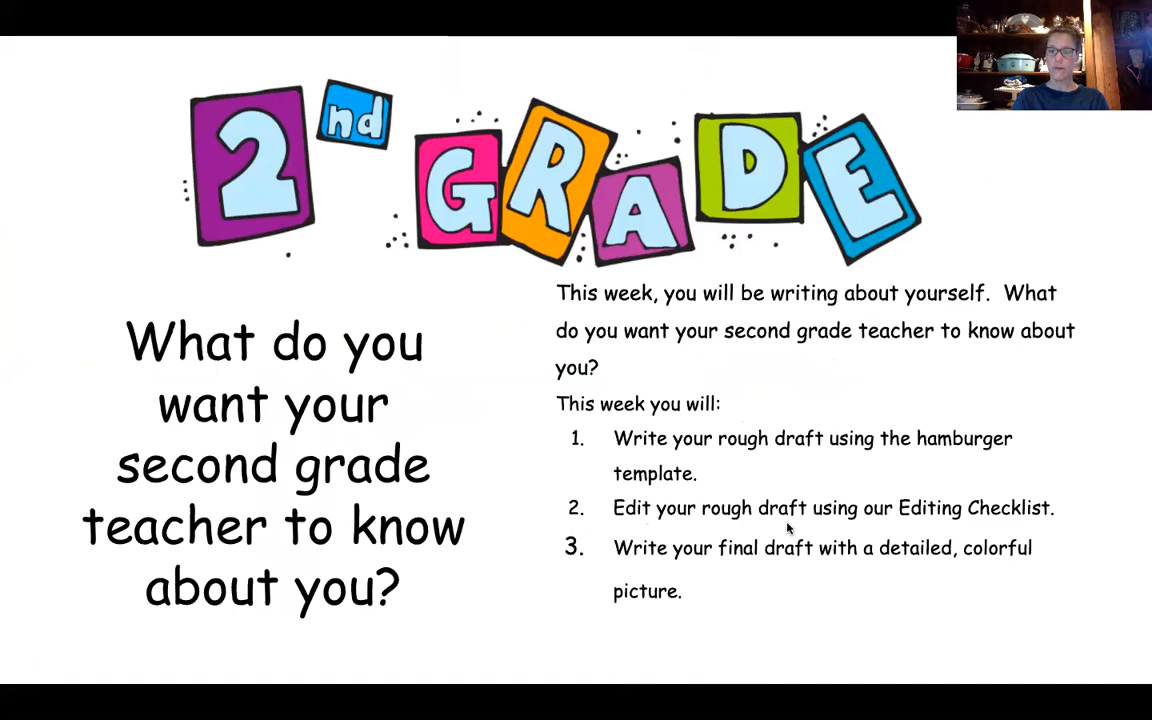 2nd GRADE
What do you
want your
second grade
teacher to know
about you?
This week, you will be writing about yourself.  What
do you want your second grade teacher to know about
you?
This week you will:
1. Write your rough draft using the hamburger
template.
2. Edit your rough draft using our Editing Checklist.
3. Write your final draft with a detailed, colorful
picture.